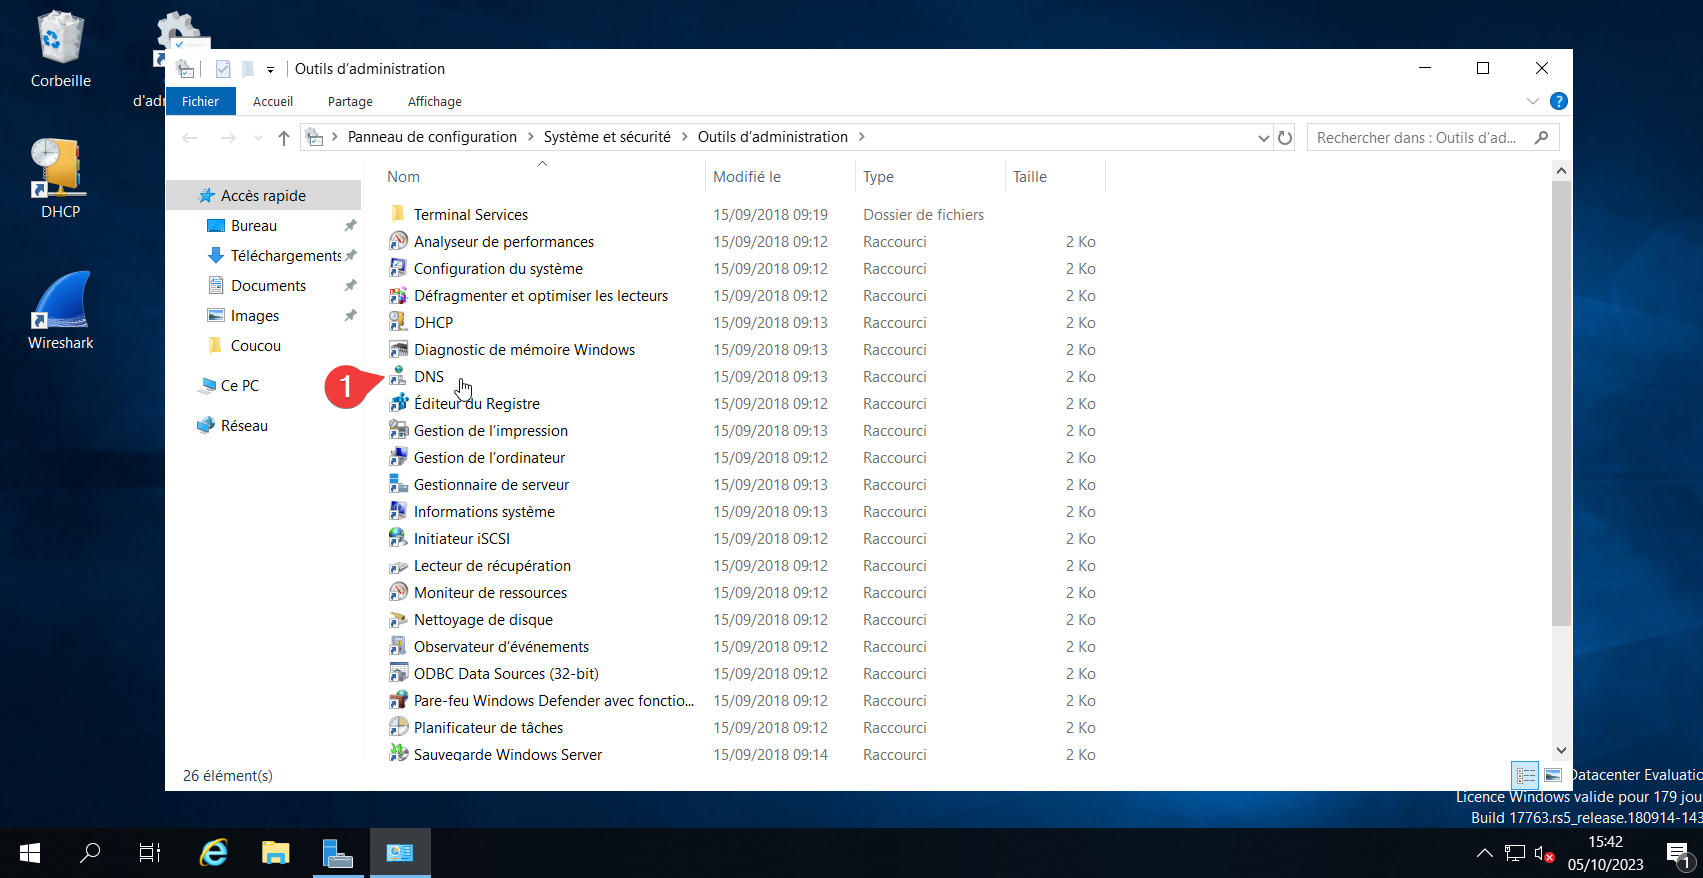 Corbeille
d'adm
DHCP
Wireshark
Outils d'administration
Fichier
Accueil
Partage
Affichage
?
Panneau de configuration
Système et sécurité
Outils d'administration
Rechercher dans : Outils d'ad...
Accès rapide
Bureau
Téléchargements
Documents
Images
Coucou
Ce PC
Réseau
Nom Modifié le Type Taille
Terminal Services 15/09/2018 09:19 Dossier de fichiers
Analyseur de performances 15/09/2018 09:12 Raccourci 2 Ko
Configuration du système 15/09/2018 09:12 Raccourci 2 Ko
Défragmenter et optimiser les lecteurs 15/09/2018 09:12 Raccourci 2 Ko
DHCP 15/09/2018 09:13 Raccourci 2 Ko
Diagnostic de mémoire Windows 15/09/2018 09:13 Raccourci 2 Ko
1
DNS 15/09/2018 09:13 Raccourci 2 Ko
Éditeur du Registre 15/09/2018 09:12 Raccourci 2 Ko
Gestion de l'impression 15/09/2018 09:13 Raccourci 2 Ko
Gestion de l'ordinateur 15/09/2018 09:12 Raccourci 2 Ko
Gestionnaire de serveur 15/09/2018 09:13 Raccourci 2 Ko
Informations système 15/09/2018 09:13 Raccourci 2 Ko
Initiateur iSCSI 15/09/2018 09:12 Raccourci 2 Ko
Lecteur de récupération 15/09/2018 09:12 Raccourci 2 Ko
Moniteur de ressources 15/09/2018 09:12 Raccourci 2 Ko
Nettoyage de disque 15/09/2018 09:12 Raccourci 2 Ko
Observateur d'événements 15/09/2018 09:12 Raccourci 2 Ko
ODBC Data Sources (32-bit) 15/09/2018 09:12 Raccourci 2 Ko
Pare-feu Windows Defender avec fonctio... 15/09/2018 09:12 Raccourci 2 Ko
Planificateur de tâches 15/09/2018 09:12 Raccourci 2 Ko
Sauvegarde Windows Server 15/09/2018 09:14 Raccourci 2 Ko
26 élément(s)
Datacenter Evaluatio
Licence Windows valide pour 179 jou
Build 17763.rs5_release.180914-143
15:42
05/10/2023
1